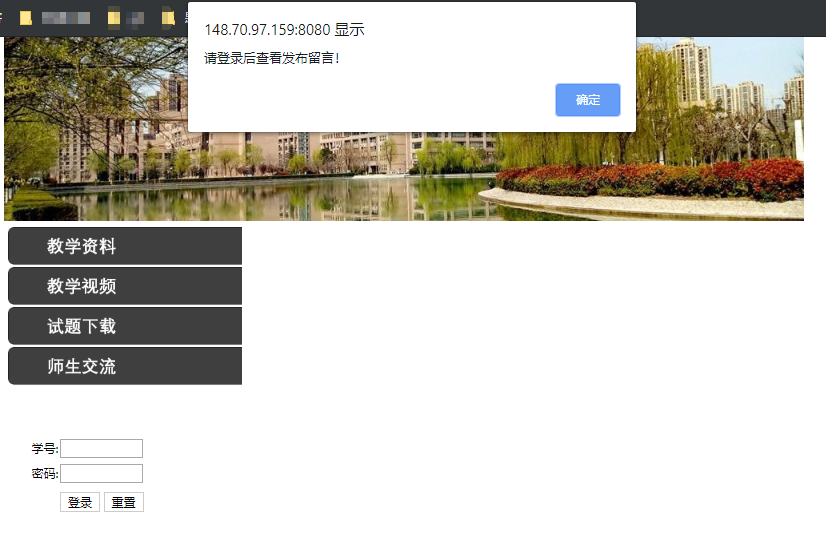 148.70.97.159:8080 显示
请登录后查看发布留言!
确定
教学资料
教学视频
试题下载
师生交流
学号:
密码:
登录 重置